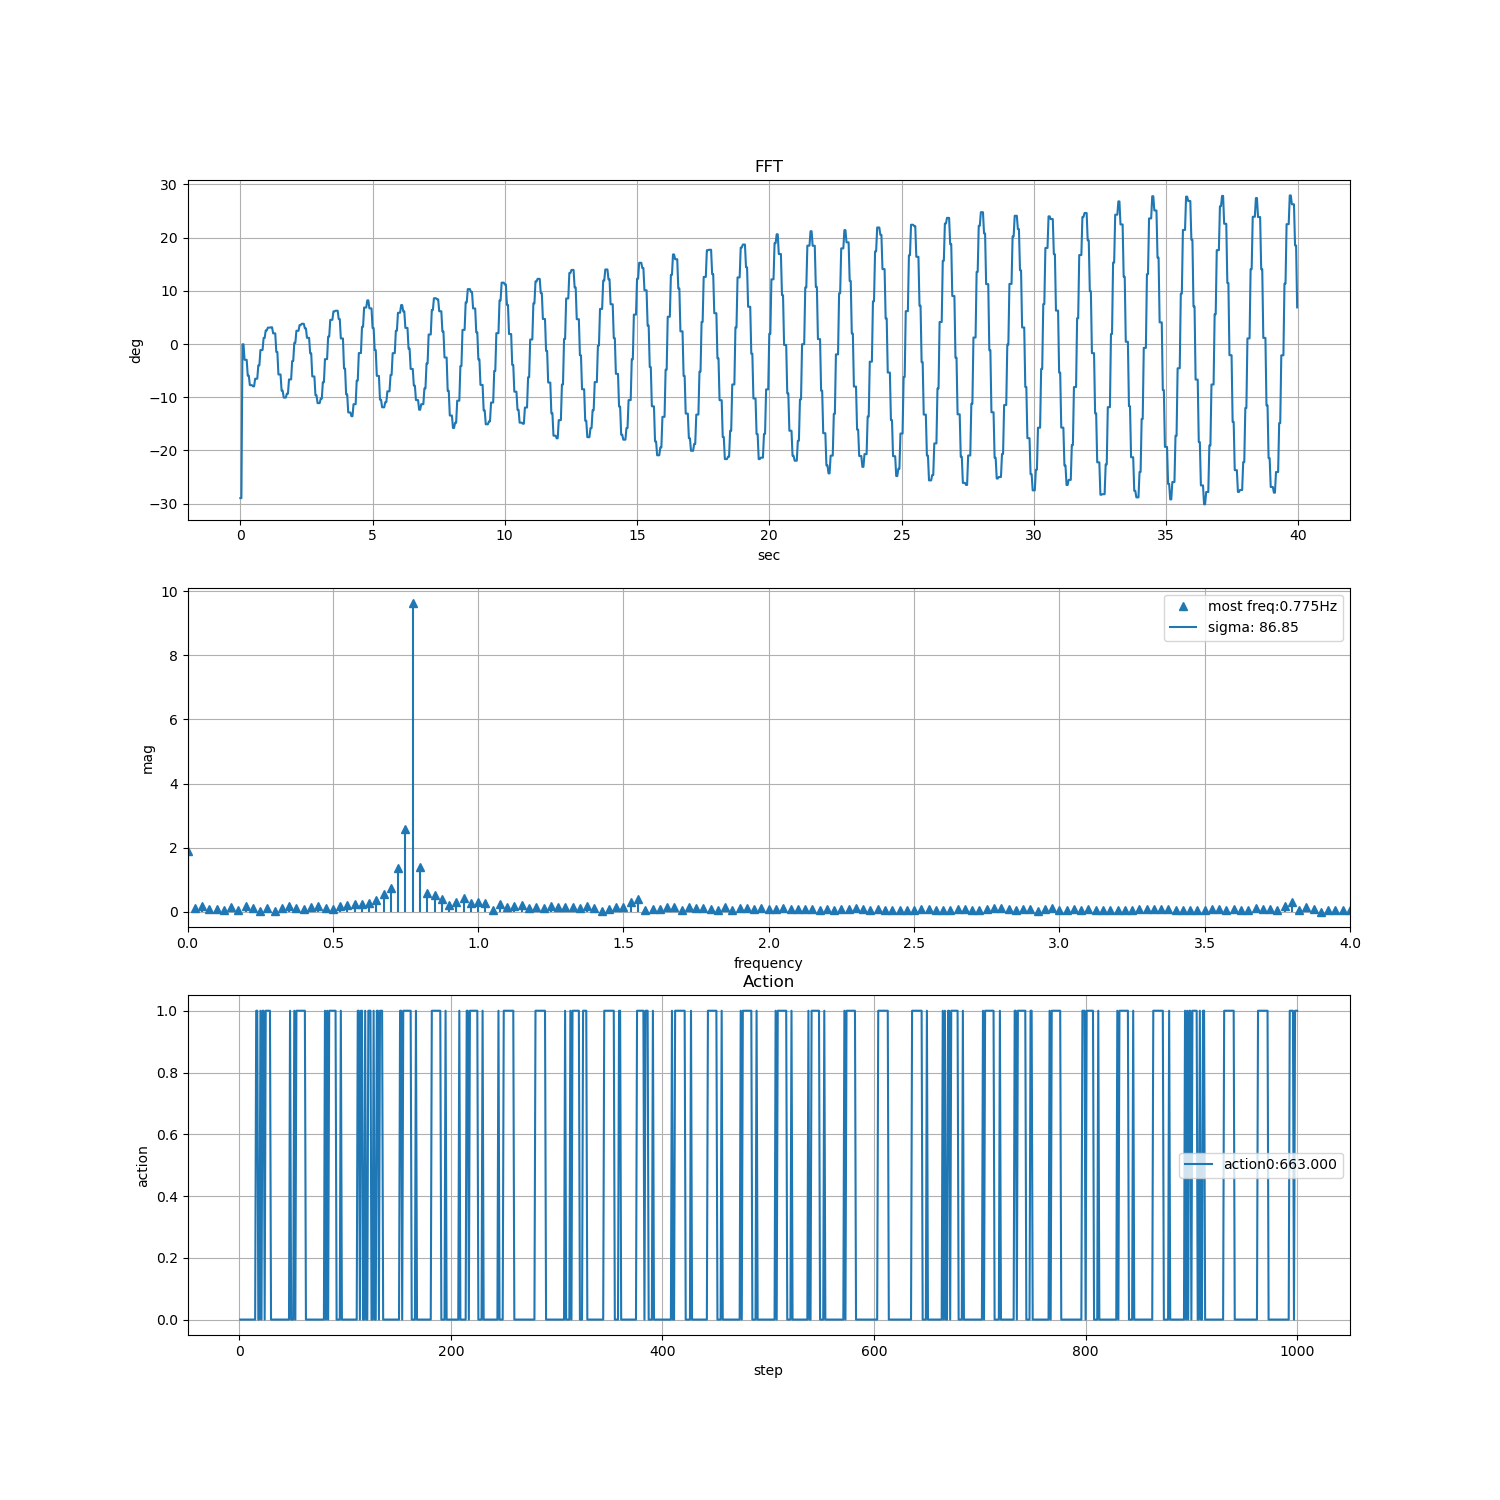 FFT
30
20
10
0
−10
−20
−30
deg
0 5 10 15 20 25 30 35 40
sec
10
8
6
4
2
0
mag
most freq:0.775Hz
sigma: 86.85
0.0 0.5 1.0 1.5 2.0 2.5 3.0 3.5 4.0
frequency
Action
1.0
0.8
0.6
0.4
0.2
0.0
action
action0:663.000
0 200 400 600 800 1000
step